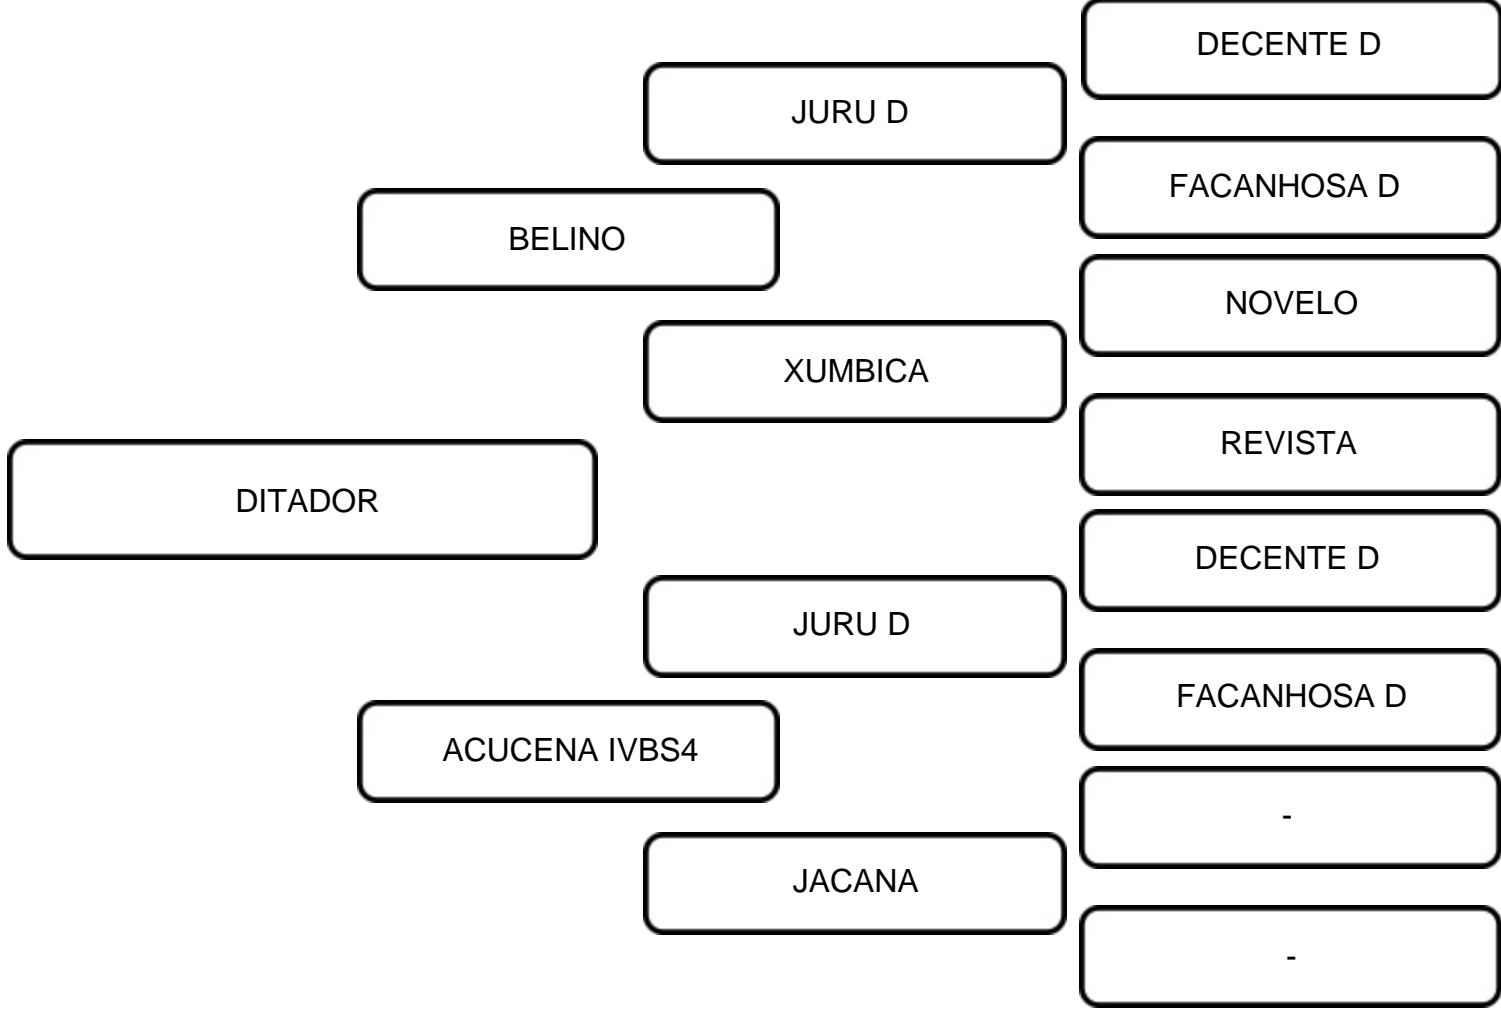 DECENTE D
JURU D
FACANHOSA D
BELINO
NOVELO
XUMBICA
REVISTA
DITADOR
DECENTE D
JURU D
FACANHOSA D
ACUCENA IVBS4
-
JACANA
-